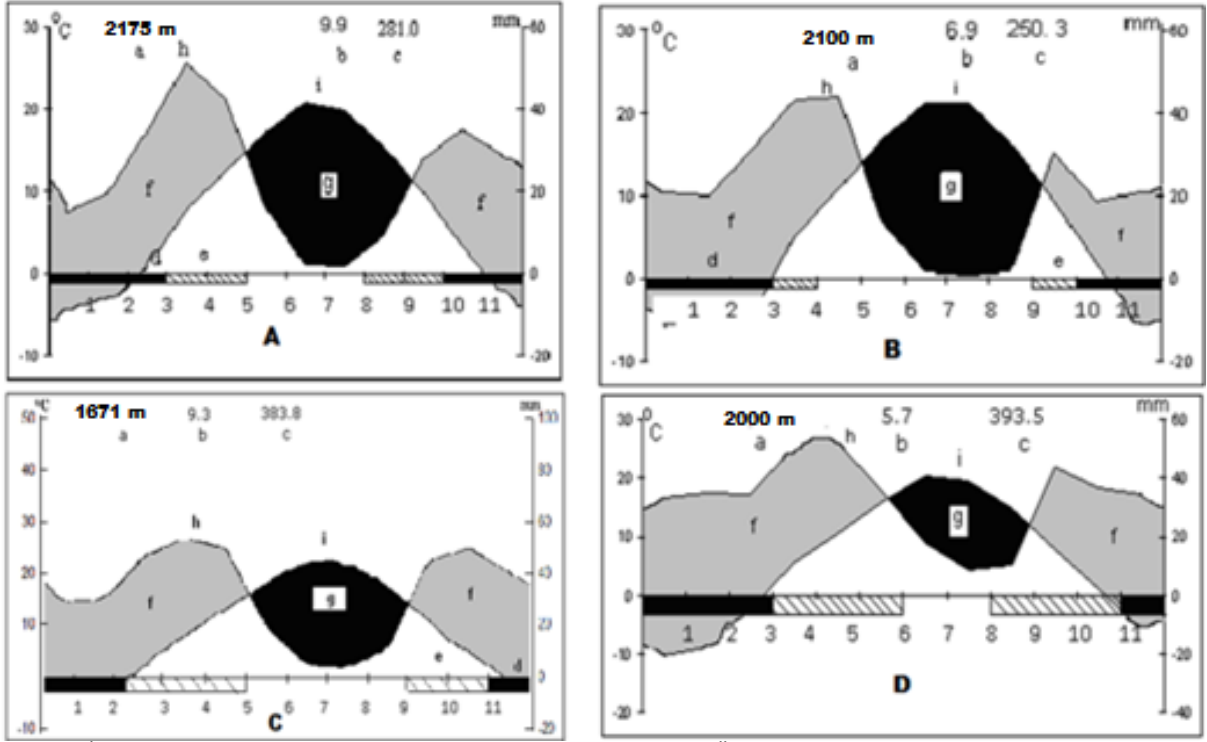 30 °C 2175 m 9.9 281.0 mm 60
a h b c
i
20 40
f g f
10 20
d e
0 0
1 2 3 4 5 6 7 8 9 10 11
-10 -20
A
30 °C 2100 m 6.9 250.3 mm 60
a b c
h i
20 40
g
10 20
f f
d e
0 0
1 2 3 4 5 6 7 8 9 10 11
-10 -20
B
50 °C 1671 m 9.3 383.8 mm 100
a b c
40 80
30 60
h i
20 40
f g f
10 20
e d
0
1 2 3 4 5 6 7 8 9 10 11
-10 -20
C
30 °C 2000 m 5.7 393.5 mm 60
a h b c
i
20 40
f g f
10 20
0 0
1 2 3 4 5 6 7 8 9 10 11
-10 -20
D
-20 -40